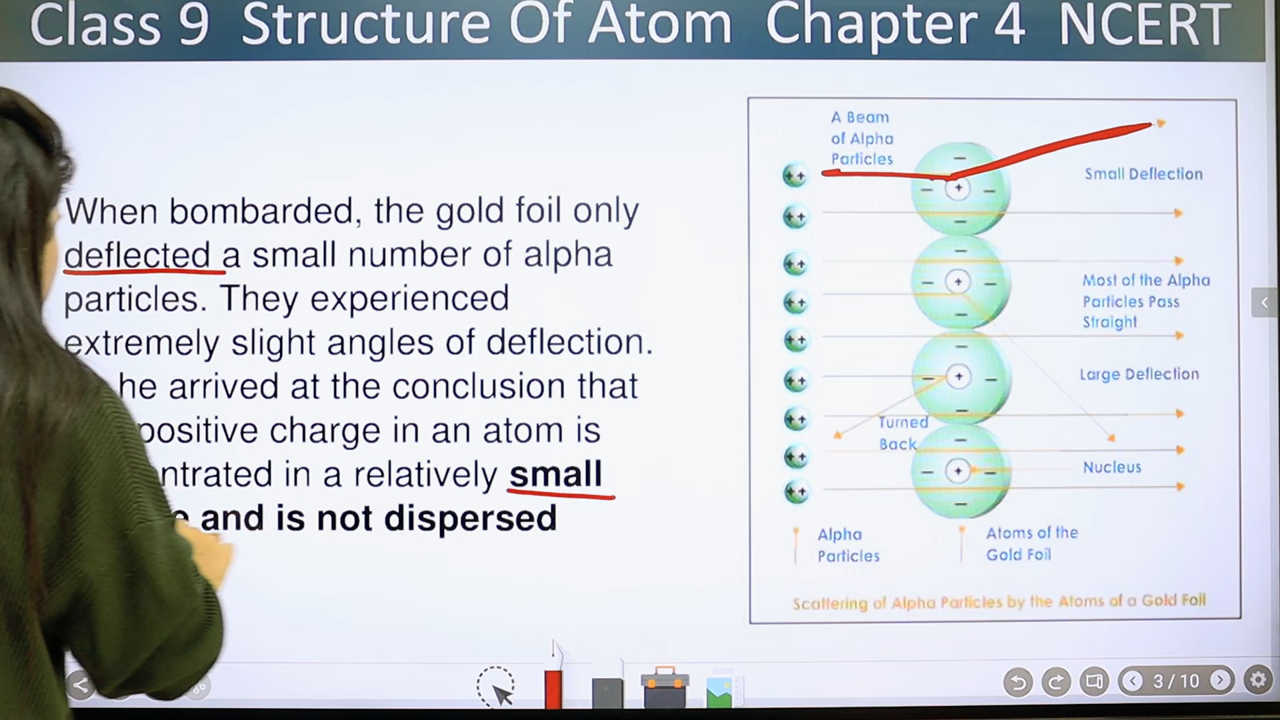 Class 9 Structure Of Atom Chapter 4 NCERT
When bombarded, the gold foil only
deflected a small number of alpha
particles. They experienced
extremely slight angles of deflection.
he arrived at the conclusion that
positive charge in an atom is
ntrated in a relatively small
and is not dispersed
A Beam
of Alpha
Particles
Small Deflection
Most of the Alpha
Particles Pass
Straight
Large Deflection
Turned
Back
Nucleus
Alpha
Particles
Atoms of the
Gold Foil
Scattering of Alpha Particles by the Atoms of a Gold Foil
3 / 10